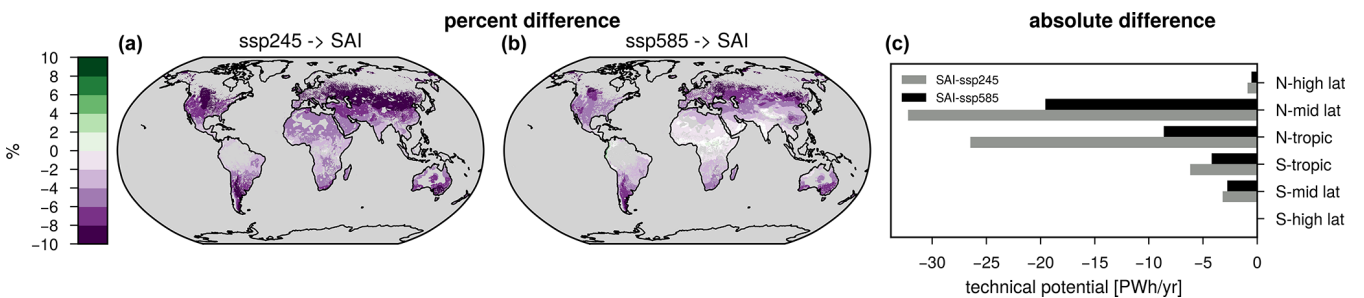 percent difference
absolute difference
(a)
ssp245 -> SAI
(b)
ssp585 -> SAI
(c)
10
8
6
4
2
0
−2
−4
−6
−8
−10
%
SAI-ssp245
SAI-ssp585
N-high lat
N-mid lat
N-tropic
S-tropic
S-mid lat
S-high lat
−30
−25
−20
−15
−10
−5
0
technical potential [PWh/yr]